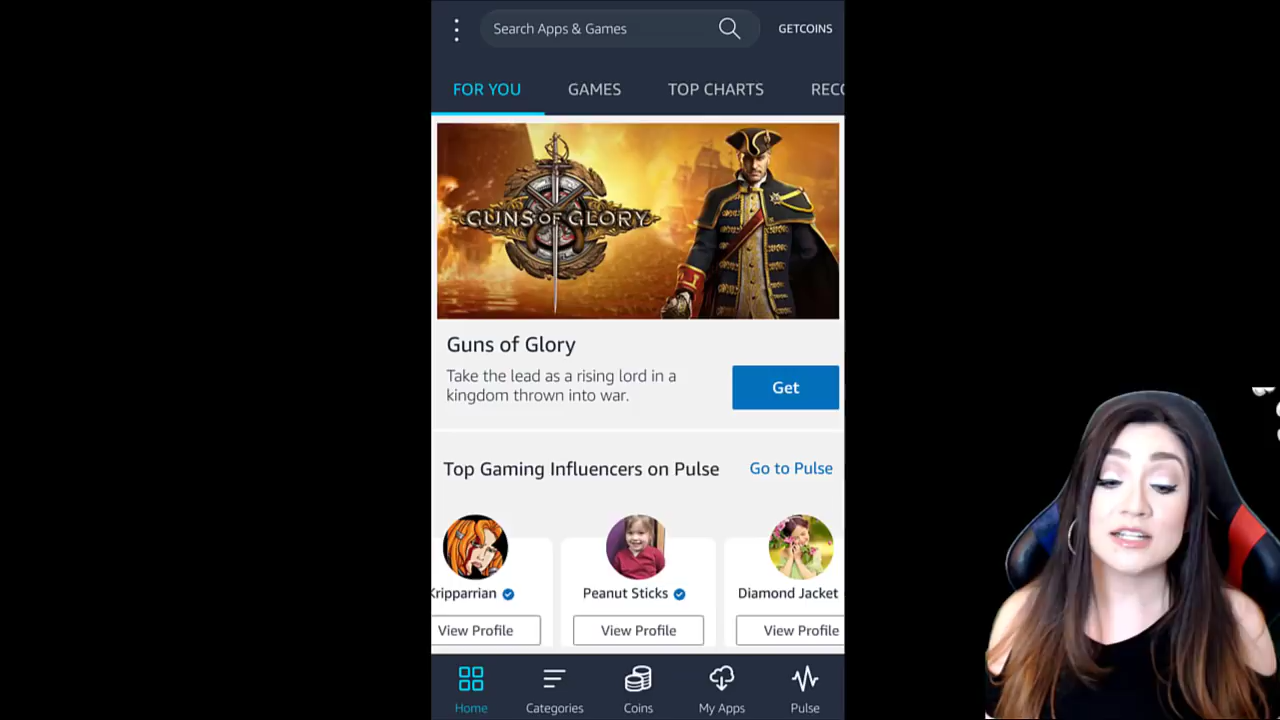 Search Apps & Games
GETCOINS
FOR YOU
GAMES
TOP CHARTS
RECO
GUNS OF GLORY
Guns of Glory
Take the lead as a rising lord in a
kingdom thrown into war.
Get
Top Gaming Influencers on Pulse
Go to Pulse
Kripparrian
Peanut Sticks
Diamond Jacket
View Profile
View Profile
View Profile
Home
Categories
Coins
My Apps
Pulse